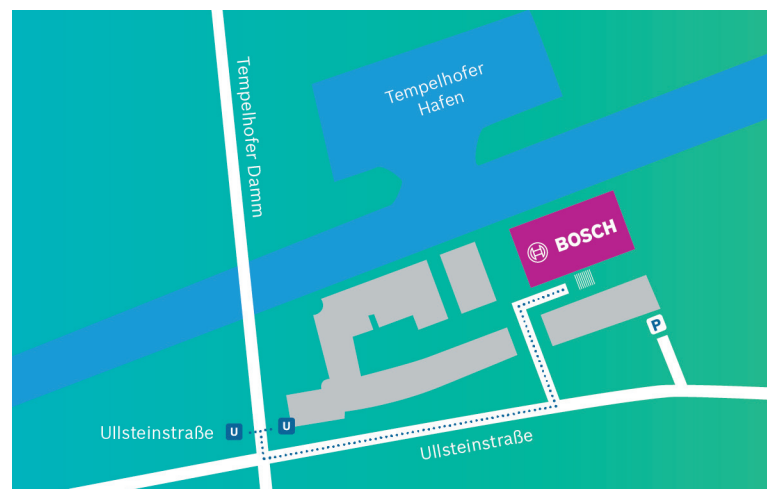 Tempelhofer Damm
Tempelhofer
Hafen
BOSCH
P
Ullsteinstraße U U
Ullsteinstraße